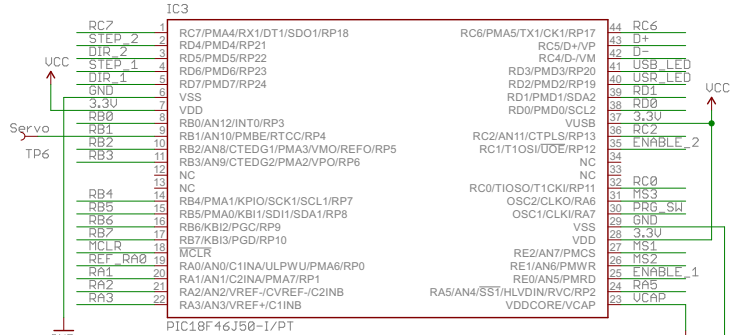 IC3
RC7 1 RC7/PMA4/RX1/DT1/SDO1/RP18 RC6/PMA5/TX1/CK1/RP17 44 RC6
STEP_2 2 RD4/PMD4/RP21 RC5/D+/VP 43 D+
DIR_2 3 RD5/PMD5/RP22 RC4/D-/VM 42 D-
STEP_1 4 RD6/PMD6/RP23 RD3/PMD3/RP20 41 USB_LED
DIR_1 5 RD7/PMD7/RP24 RD2/PMD2/RP19 40 USR_LED
VCC
VCC
GND 6 VSS RD1/PMD1/SDA2 39 RD1
3.3V 7 VDD RD0/PMD0/SCL2 38 RD0
RB0 8 RB0/AN12/INT0/RP3 VUSB 37 3.3V
Servo
RB1 9 RB1/AN10/PMBE/RTCC/RP4 RC2/AN11/CTPLS/RP13 36 RC2
TP6
RB2 10 RB2/AN8/CTEDG1/PMA3/VMO/REFO/RP5 RC1/T1OSI/UOE/RP12 35 ENABLE_2
RB3 11 RB3/AN9/CTEDG2/PMA2/VPO/RP6 NC 34
12 NC NC 33
13 NC RC0/TIOSO/T1CKI/RP11 32 RC0
RB4 14 RB4/PMA1/KPIO/SCK1/SCL1/RP7 OSC2/CLKO/RA6 31 MS3
RB5 15 RB5/PMA0/KBI1/SDI1/SDA1/RP8 OSC1/CLKI/RA7 30 PRG_SW
RB6 16 RB6/KBI2/PGC/RP9 VSS 29 GND
RB7 17 RB7/KBI3/PGD/RP10 VDD 28 3.3V
MCLR 18 MCLR RE2/AN7/PMCS 27 MS1
REF_RA0 19 RA0/AN0/C1INA/ULPWU/PMA6/RP0 RE1/AN6/PMWR 26 MS2
RA1 20 RA1/AN1/C2INA/PMA7/RP1 RE0/AN5/PMRD 25 ENABLE_1
RA2 21 RA2/AN2/VREF-/CVREF-/C2INB RA5/AN4/SS1/HLVDIN/RVC/RP2 24 RA5
RA3 22 RA3/AN3/VREF+/C1INB VDDCORE/VCAP 23 VCAP
PIC18F46J50-I/PT